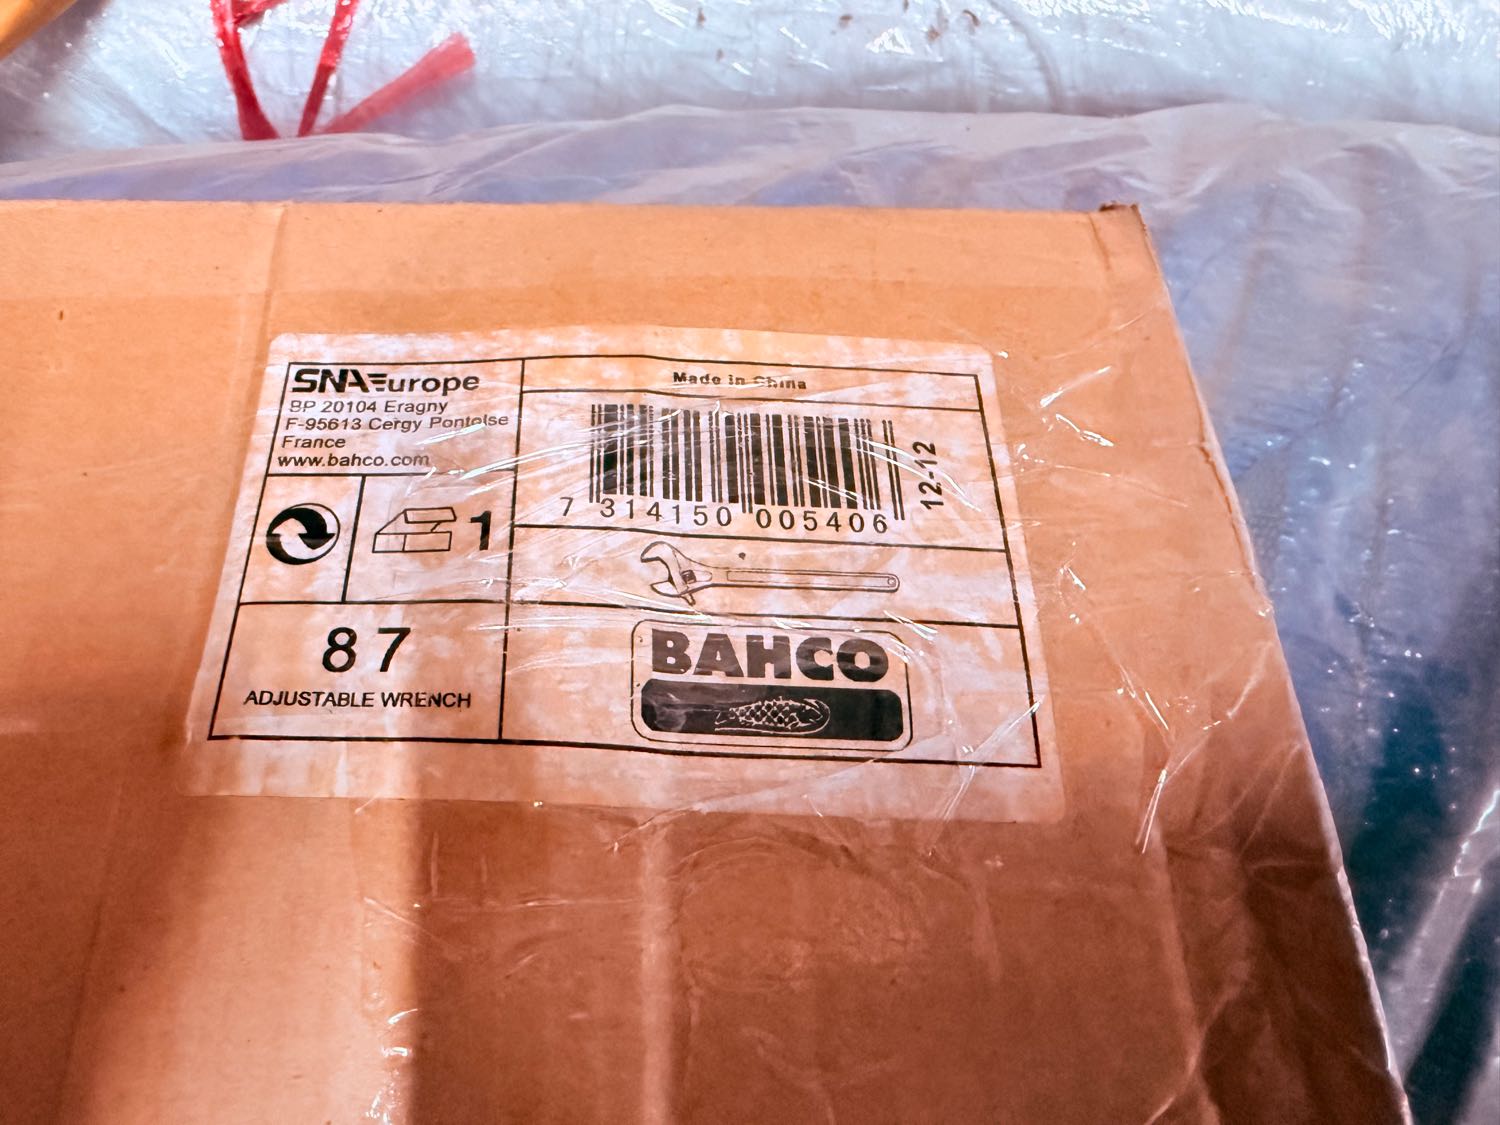 SNA Europe
BP 20104 Eragny
F-95613 Cergy Pontoise
France
www.bahco.com
Made in China
7 314150 005406
12-12
1
87
ADJUSTABLE WRENCH
BAHCO